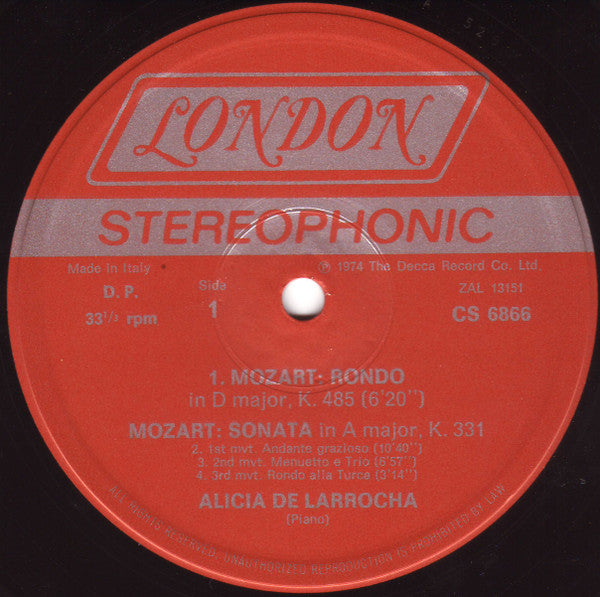 LONDON
STEREOPHONIC
Made in Italy
℗ 1974 The Decca Record Co. Ltd.
D. P.
Side
ZAL 13151
33 1/3 rpm
1
CS 6866
1. MOZART: RONDO
in D major, K. 485 (6'20")
MOZART: SONATA in A major, K. 331
2. 1st mvt. Andante grazioso (10'40")
3. 2nd mvt. Menuetto e Trio (5'57")
4. 3rd mvt. Rondo alla Turca (3'14")
ALICIA DE LARROCHA
(Piano)
ALL RIGHTS RESERVED. UNAUTHORIZED REPRODUCTION IS PROHIBITED BY LAW